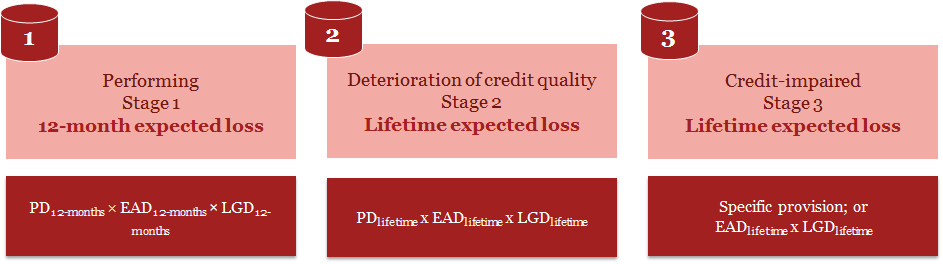 1
Performing
Stage 1
12-month expected loss
PD12-months × EAD12-months × LGD12-
months
2
Deterioration of credit quality
Stage 2
Lifetime expected loss
PDlifetime x EADlifetime x LGDlifetime
3
Credit-impaired
Stage 3
Lifetime expected loss
Specific provision; or
EADlifetime x LGDlifetime